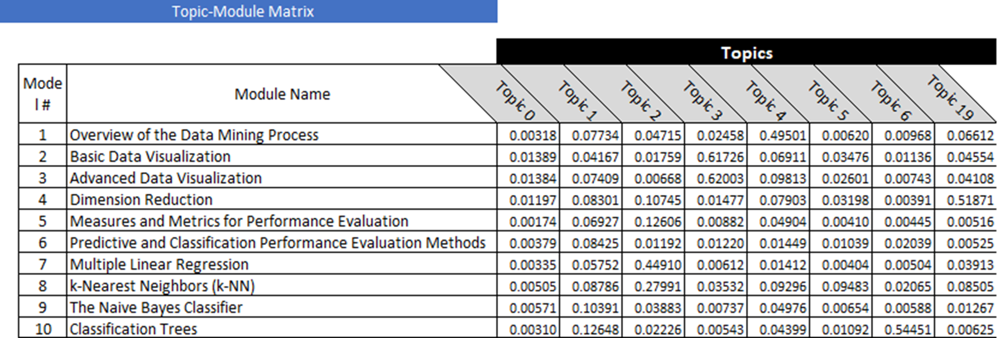 Topic-Module Matrix
Topics
Mode
l #
Module Name
Topic 0
Topic 1
Topic 2
Topic 3
Topic 4
Topic 5
Topic 6
Topic 19
1 Overview of the Data Mining Process 0.00318 0.07734 0.04715 0.02458 0.49501 0.00620 0.00968 0.06612
2 Basic Data Visualization 0.01389 0.04167 0.01759 0.61726 0.06911 0.03476 0.01136 0.04554
3 Advanced Data Visualization 0.01384 0.07409 0.00668 0.62003 0.09813 0.02601 0.00743 0.04108
4 Dimension Reduction 0.01197 0.08301 0.10745 0.01477 0.07903 0.03198 0.00391 0.51871
5 Measures and Metrics for Performance Evaluation 0.00174 0.06927 0.12606 0.00882 0.04904 0.00410 0.00445 0.00516
6 Predictive and Classification Performance Evaluation Methods 0.00379 0.08425 0.01192 0.01220 0.01449 0.01039 0.02039 0.00525
7 Multiple Linear Regression 0.00335 0.05752 0.44910 0.00612 0.01412 0.00404 0.00504 0.03913
8 k-Nearest Neighbors (k-NN) 0.00505 0.08786 0.27991 0.03532 0.09296 0.09483 0.02065 0.08505
9 The Naive Bayes Classifier 0.00571 0.10391 0.03883 0.00737 0.04976 0.00654 0.00588 0.01267
10 Classification Trees 0.00310 0.12648 0.02226 0.00543 0.04399 0.01092 0.54451 0.00625